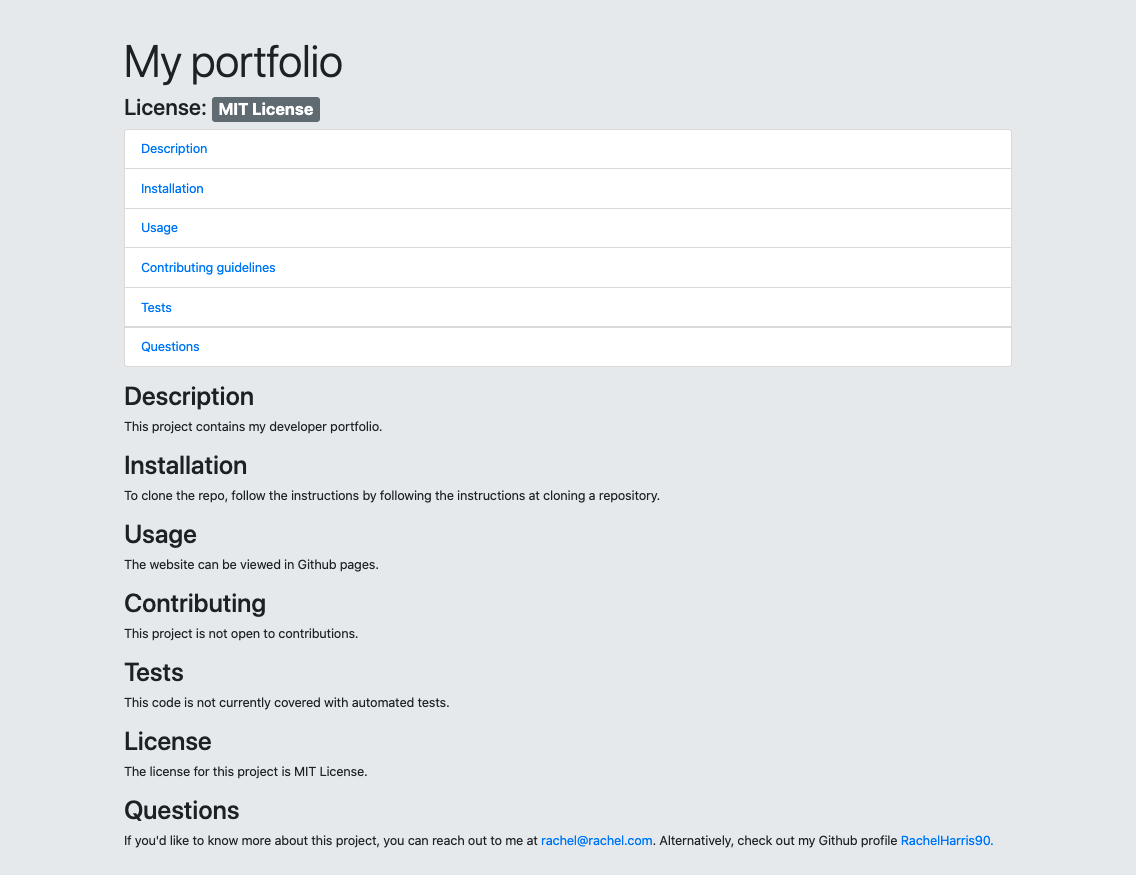 My portfolio
License: MIT License
Description
Installation
Usage
Contributing guidelines
Tests
Questions
Description
This project contains my developer portfolio.
Installation
To clone the repo, follow the instructions by following the instructions at cloning a repository.
Usage
The website can be viewed in Github pages.
Contributing
This project is not open to contributions.
Tests
This code is not currently covered with automated tests.
License
The license for this project is MIT License.
Questions
If you'd like to know more about this project, you can reach out to me at rachel@rachel.com. Alternatively, check out my Github profile RachelHarris90.